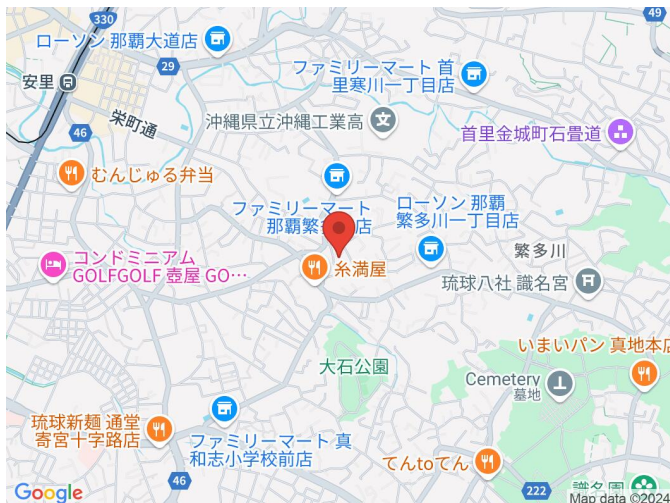 330
49
ローソン 那覇大道店
29
ファミリーマート 首
里寒川一丁目店
安里
栄町通
46
沖縄県立沖縄工業高
首里金城町石畳道
むんじゅる弁当
ファミリーマート
那覇繁
店
ローソン 那覇
繁多川一丁目店
繁多川
コンドミニアム
GOLFGOLF 壺屋 GO…
糸満屋
琉球八社 識名宮
大石公園
いまいパン 真地本店
Cemetery
墓地
琉球新麺 通堂
寄宮十字路店
ファミリーマート 真
和志小学校前店
てんtoてん
46
222
識名園
Google
Map data ©2024